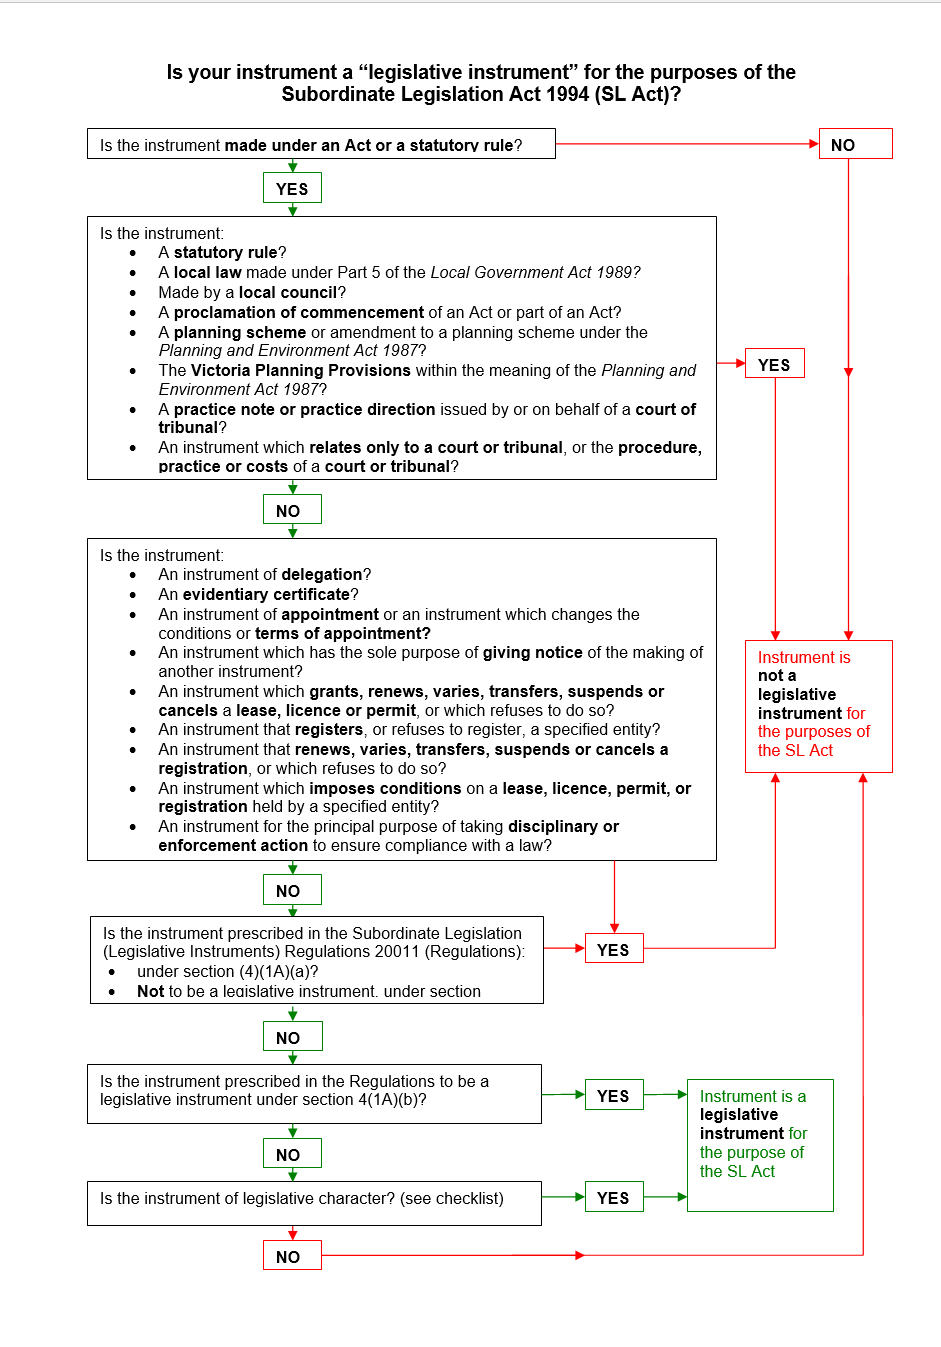 Is your instrument a “legislative instrument” for the purposes of the
Subordinate Legislation Act 1994 (SL Act)?
Is the instrument made under an Act or a statutory rule?
NO
YES
Is the instrument:
• A statutory rule?
• A local law made under Part 5 of the Local Government Act 1989?
• Made by a local council?
• A proclamation of commencement of an Act or part of an Act?
• A planning scheme or amendment to a planning scheme under the
Planning and Environment Act 1987?
• The Victoria Planning Provisions within the meaning of the Planning and
Environment Act 1987?
• A practice note or practice direction issued by or on behalf of a court of
tribunal?
• An instrument which relates only to a court or tribunal, or the procedure,
practice or costs of a court or tribunal?
YES
NO
Is the instrument:
• An instrument of delegation?
• An evidentiary certificate?
• An instrument of appointment or an instrument which changes the
conditions or terms of appointment?
• An instrument which has the sole purpose of giving notice of the making of
another instrument?
• An instrument which grants, renews, varies, transfers, suspends or
cancels a lease, licence or permit, or which refuses to do so?
• An instrument that registers, or refuses to register, a specified entity?
• An instrument that renews, varies, transfers, suspends or cancels a
registration, or which refuses to do so?
• An instrument which imposes conditions on a lease, licence, permit, or
registration held by a specified entity?
• An instrument for the principal purpose of taking disciplinary or
enforcement action to ensure compliance with a law?
Instrument is
not a
legislative
instrument for
the purposes of
the SL Act
NO
Is the instrument prescribed in the Subordinate Legislation
(Legislative Instruments) Regulations 20011 (Regulations):
• under section (4)(1A)(a)?
• Not to be a legislative instrument. under section
YES
NO
Is the instrument prescribed in the Regulations to be a
legislative instrument under section 4(1A)(b)?
YES
Instrument is a
legislative
instrument for
the purpose of
the SL Act
NO
Is the instrument of legislative character? (see checklist)
YES
NO